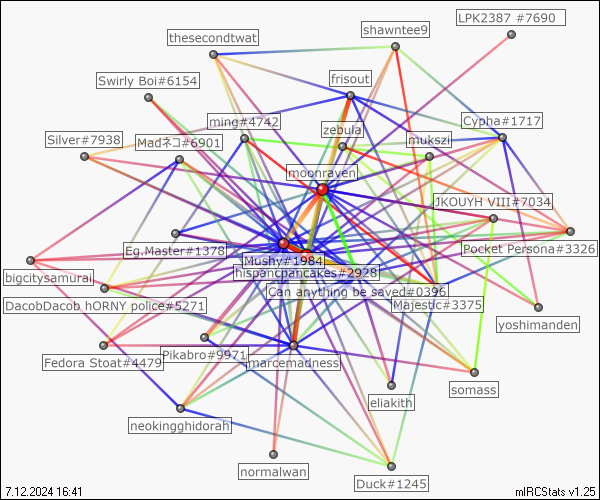 LPK2387 #7690
shawntee9
thesecondtwat
frisout
Swirly Boi#6154
ming#4742
zebula
Cypha#1717
Silver#7938
Madネコ#6901
mukszi
moonraven
JKOUYH VIII#7034
Eg.Master#1378
Mushy#1984
Pocket Persona#3326
hispancpancakes#2928
bigcitysamurai
Can anything be saved#0396
DacobDacob hORNY police#5271
Majestic#3375
yoshimanden
Fedora Stoat#4479
Pikabro#9971
marcemadness
somass
eliakith
neokingghidorah
normalwan
Duck#1245
7.12.2024 16:41
mIRCStats v1.25